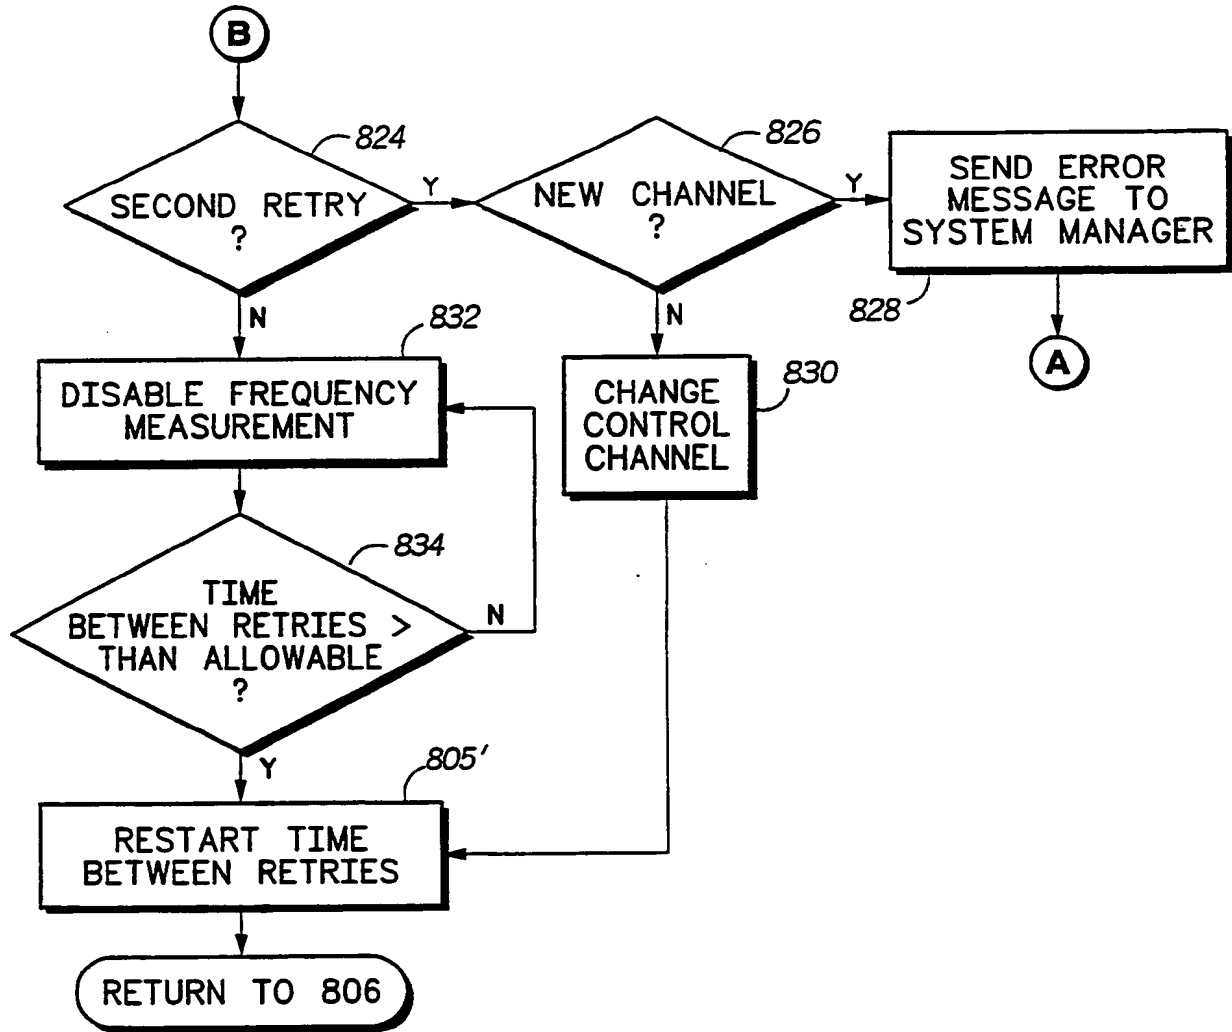 B
824
SECOND RETRY
?
Y
N
826
NEW CHANNEL
?
Y
N
SEND ERROR
MESSAGE TO
SYSTEM MANAGER
828
A
832
DISABLE FREQUENCY
MEASUREMENT
830
CHANGE
CONTROL
CHANNEL
834
TIME
BETWEEN RETRIES >
THAN ALLOWABLE
?
N
Y
805'
RESTART TIME
BETWEEN RETRIES
RETURN TO 806